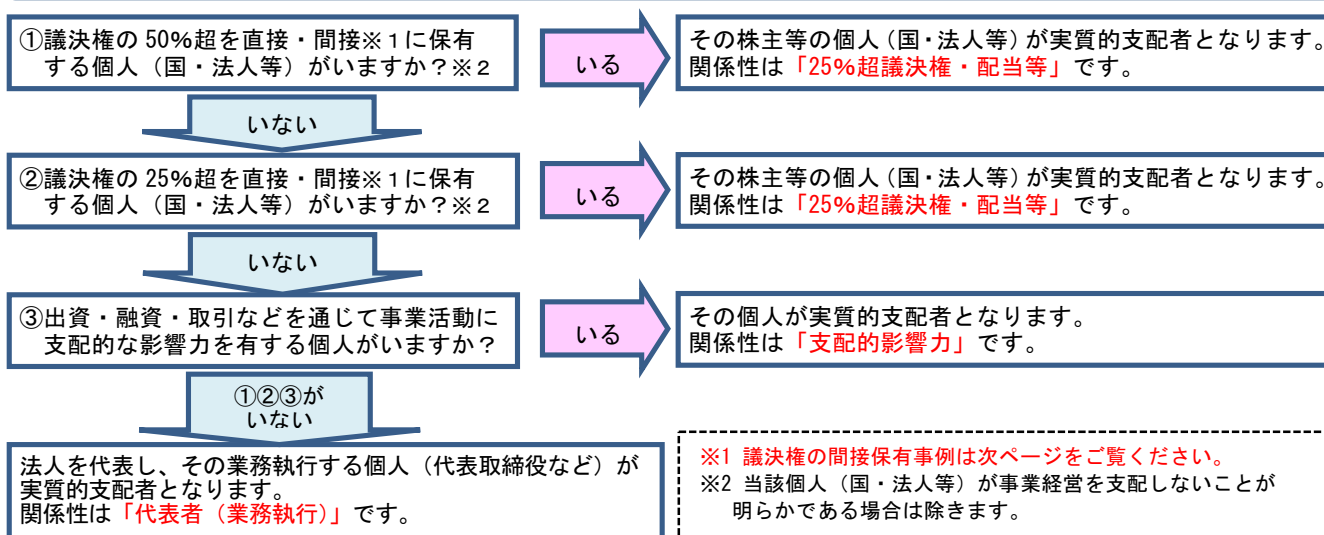 ①議決権の50%超を直接・間接※1に保有
する個人(国・法人等)がいますか?※2
いる
その株主等の個人(国・法人等)が実質的支配者となります。
関係性は「25%超議決権・配当等」です。
いない
②議決権の25%超を直接・間接※1に保有
する個人(国・法人等)がいますか?※2
いる
その株主等の個人(国・法人等)が実質的支配者となります。
関係性は「25%超議決権・配当等」です。
いない
③出資・融資・取引などを通じて事業活動に
支配的な影響力を有する個人がいますか?
いる
その個人が実質的支配者となります。
関係性は「支配的影響力」です。
①②③が
いない
法人を代表し、その業務執行する個人(代表取締役など)が
実質的支配者となります。
関係性は「代表者(業務執行)」です。
※1 議決権の間接保有事例は次ページをご覧ください。
※2 当該個人(国・法人等)が事業経営を支配しないことが
明らかである場合は除きます。